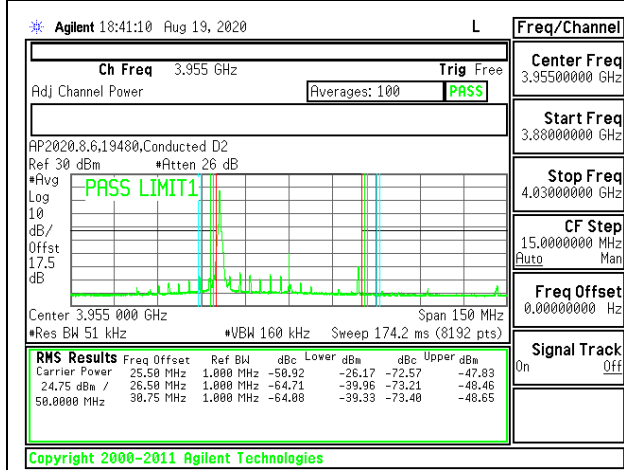 Agilent 18:41:10 Aug 19, 2020 L
Freq/Channel
Ch Freq 3.955 GHz Trig Free
Adj Channel Power Averages: 100 PASS
Center Freq
3.95500000 GHz
Start Freq
3.88000000 GHz
Stop Freq
4.03000000 GHz
CF Step
15.0000000 MHz
Auto Man
Freq Offset
0.00000000 Hz
Signal Track
On Off
AP2020.8.6,19480,Conducted D2
Ref 30 dBm #Atten 26 dB
#Avg
Log
10
dB/
Offst
17.5
dB
PASS LIMIT1
Center 3.955 000 GHz Span 150 MHz
#Res BW 51 kHz #VBW 160 kHz Sweep 174.2 ms (8192 pts)
RMS Results Freq Offset Ref BW dBc Lower dBm dBc Upper dBm
Carrier Power 25.50 MHz 1.000 MHz -50.92 -26.17 -72.57 -47.83
24.75 dBm / 26.50 MHz 1.000 MHz -64.71 -39.96 -73.21 -48.46
50.0000 MHz 30.75 MHz 1.000 MHz -64.08 -39.33 -73.40 -48.65
Copyright 2000-2011 Agilent Technologies